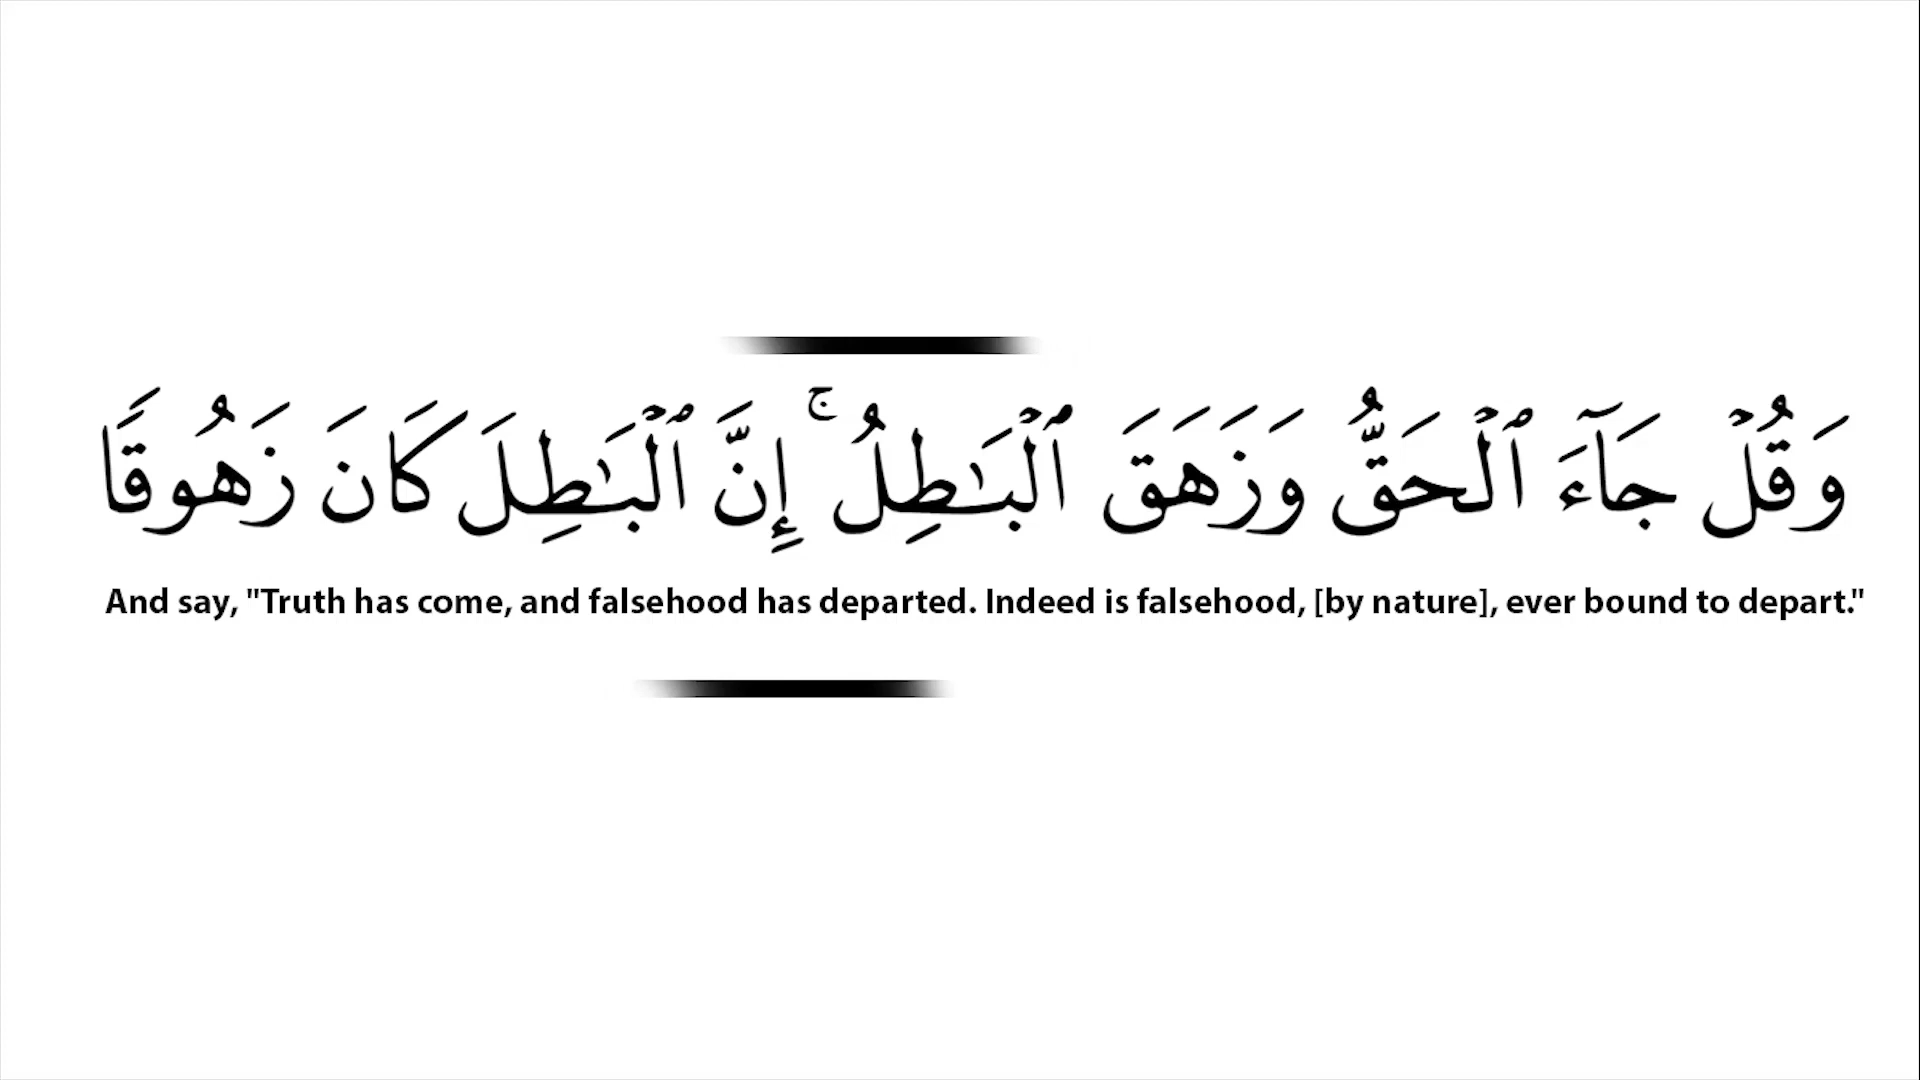 وَقُلۡ جَآءَ ٱلۡحَقُّ وَزَهَقَ ٱلۡبَٰطِلُۚ إِنَّ ٱلۡبَٰطِلَ كَانَ زَهُوقٗا
And say, "Truth has come, and falsehood has departed. Indeed is falsehood, [by nature], ever bound to depart."